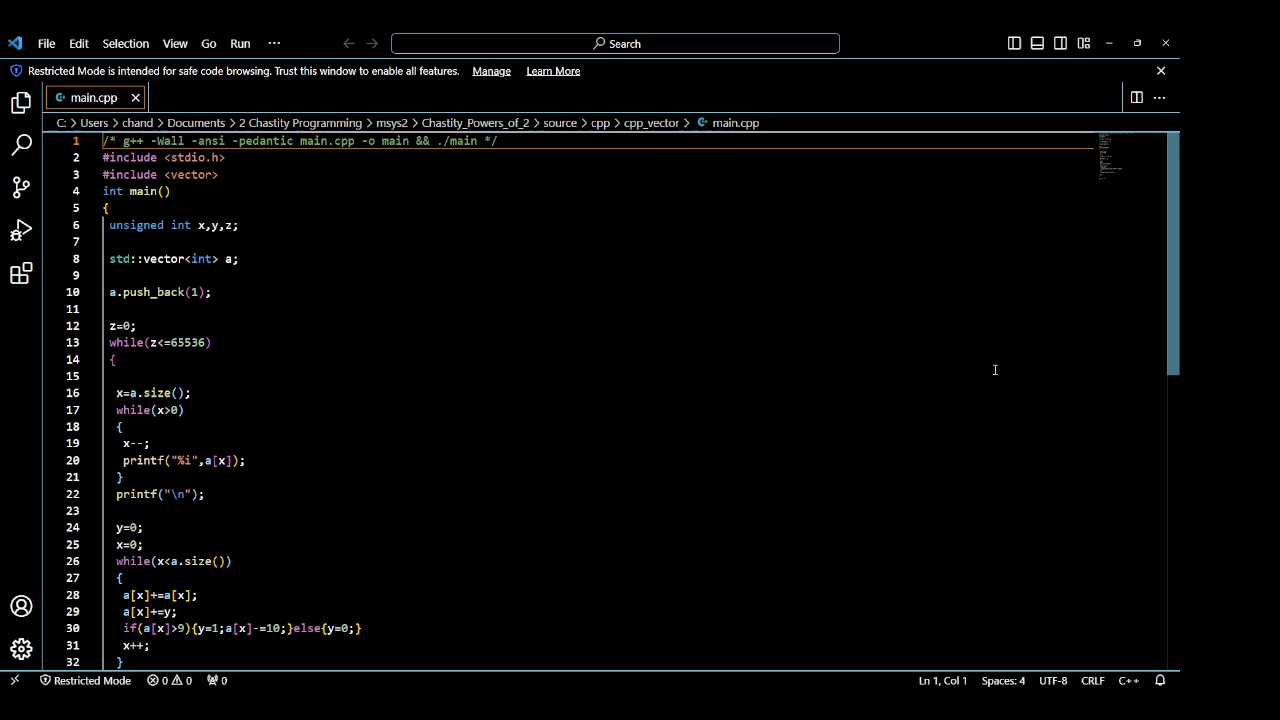 File Edit Selection View Go Run ··· Search
Restricted Mode is intended for safe code browsing. Trust this window to enable all features. Manage Learn More
main.cpp
C: > Users > chand > Documents > 2 Chastity Programming > msys2 > Chastity_Powers_of_2 > source > cpp > cpp_vector > main.cpp
1 /* g++ -Wall -ansi -pedantic main.cpp -o main && ./main */
2 #include <stdio.h>
3 #include <vector>
4 int main()
5 {
6 unsigned int x,y,z;
7
8 std::vector<int> a;
9
10 a.push_back(1);
11
12 z=0;
13 while(z<=65536)
14 {
15
16 x=a.size();
17 while(x>0)
18 {
19 x--;
20 printf("%i",a[x]);
21 }
22 printf("\n");
23
24 y=0;
25 x=0;
26 while(x<a.size())
27 {
28 a[x]+=a[x];
29 a[x]+=y;
30 if(a[x]>9){y=1;a[x]-=10;}else{y=0;}
31 x++;
32 }
Restricted Mode 0 0 0 Ln 1, Col 1 Spaces: 4 UTF-8 CRLF C++